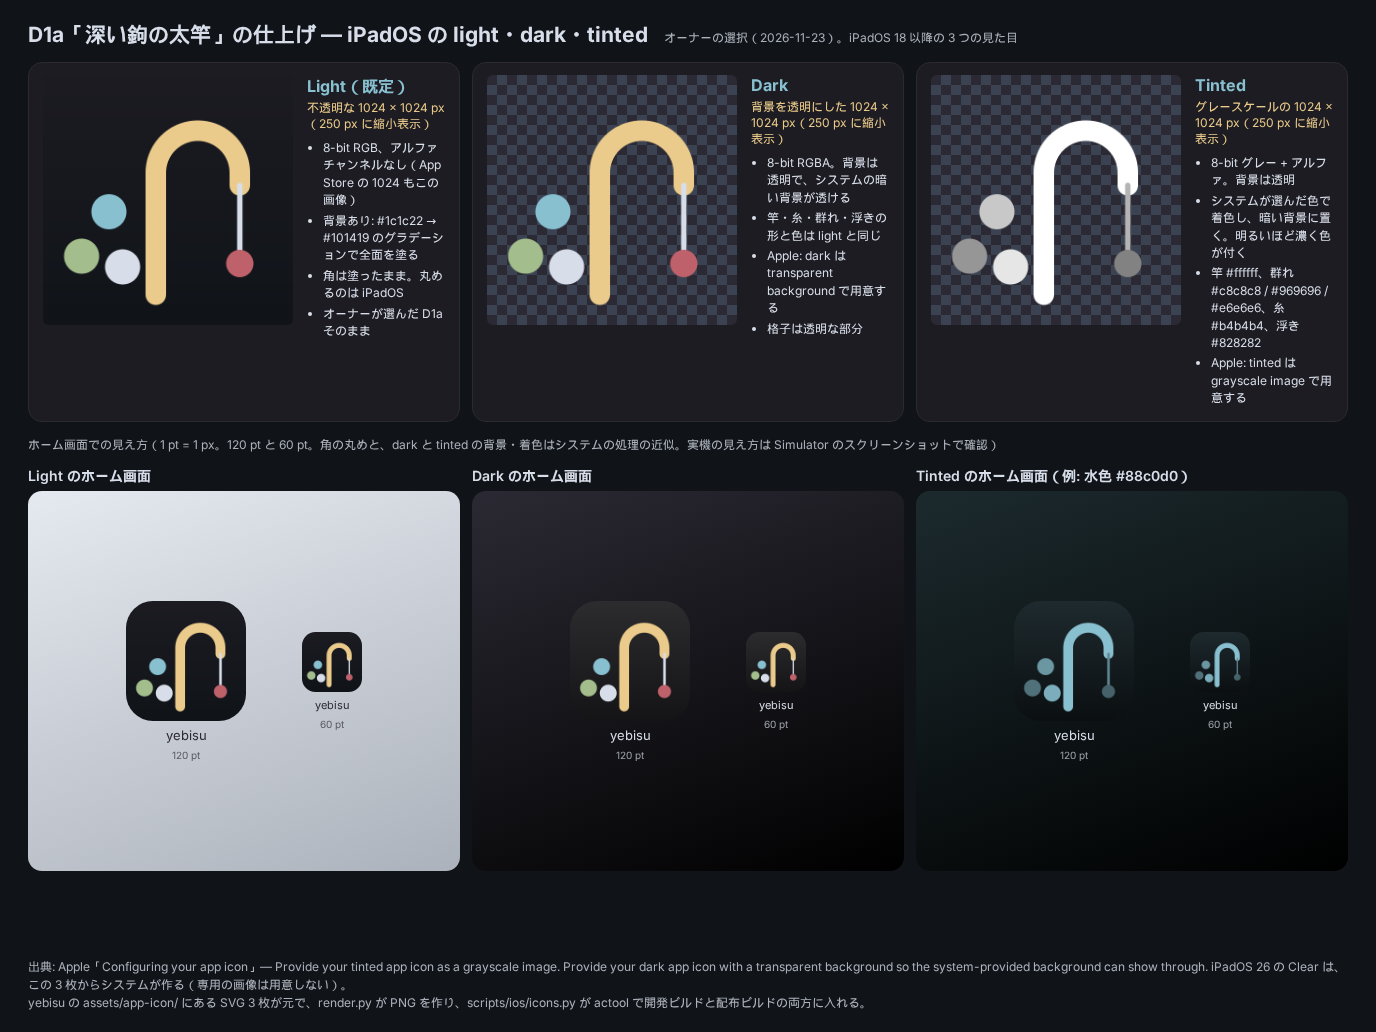 D1a「深い鉤の太竿」の仕上げ — iPadOS の light・dark・tinted オーナーの選択（2026-11-23）。iPadOS 18 以降の 3 つの見た目
Light（既定）
不透明な 1024 × 1024 px
（250 px に縮小表示）
• 8-bit RGB、アルファ
チャンネルなし（App
Store の 1024 もこの
画像）
• 背景あり: #1c1c22 →
#101419 のグラデーシ
ョンで全面を塗る
• 角は塗ったまま。丸め
るのは iPadOS
• オーナーが選んだ D1a
そのまま
Dark
背景を透明にした 1024 ×
1024 px（250 px に縮小
表示）
• 8-bit RGBA。背景は
透明で、システムの暗
い背景が透ける
• 竿・糸・群れ・浮きの
形と色は light と同じ
• Apple: dark は
transparent
background で用意す
る
• 格子は透明な部分
Tinted
グレースケールの 1024 ×
1024 px（250 px に縮小
表示）
• 8-bit グレー + アルフ
ァ。背景は透明
• システムが選んだ色で
着色し、暗い背景に置
く。明るいほど濃く色
が付く
• 竿 #ffffff、群れ
#c8c8c8 / #969696 /
#e6e6e6、糸
#b4b4b4、浮き
#828282
• Apple: tinted は
grayscale image で用
意する
ホーム画面での見え方（1 pt = 1 px。120 pt と 60 pt。角の丸めと、dark と tinted の背景・着色はシステムの処理の近似。実機の見え方は Simulator のスクリーンショットで確認）
Light のホーム画面
yebisu
120 pt
yebisu
60 pt
Dark のホーム画面
yebisu
120 pt
yebisu
60 pt
Tinted のホーム画面（例: 水色 #88c0d0）
yebisu
120 pt
yebisu
60 pt
出典: Apple「Configuring your app icon」— Provide your tinted app icon as a grayscale image. Provide your dark app icon with a transparent background so the system-provided background can show through. iPadOS 26 の Clear は、
この 3 枚からシステムが作る（専用の画像は用意しない）。
yebisu の assets/app-icon/ にある SVG 3 枚が元で、render.py が PNG を作り、scripts/ios/icons.py が actool で開発ビルドと配布ビルドの両方に入れる。